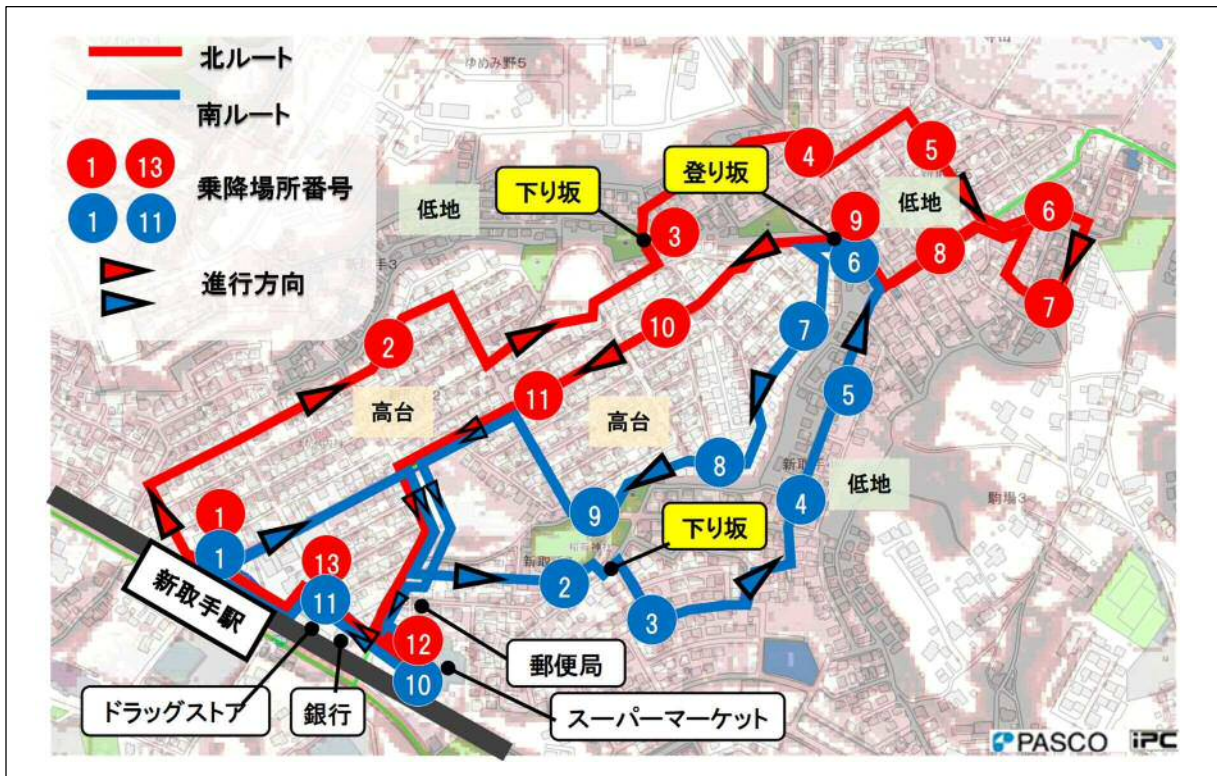 北ルート
南ルート
1 13
乗降場所番号
1 11
進行方向
ゆめみ野5
下り坂
登り坂
低地
低地
4
5
3
9
6
8
6
7
2
10
7
11
5
高台
高台
8
低地
4
駒場3
9
下り坂
1
1
2
3
13
11
新取手駅
12
10
郵便局
ドラッグストア
銀行
スーパーマーケット
PASCO iPC